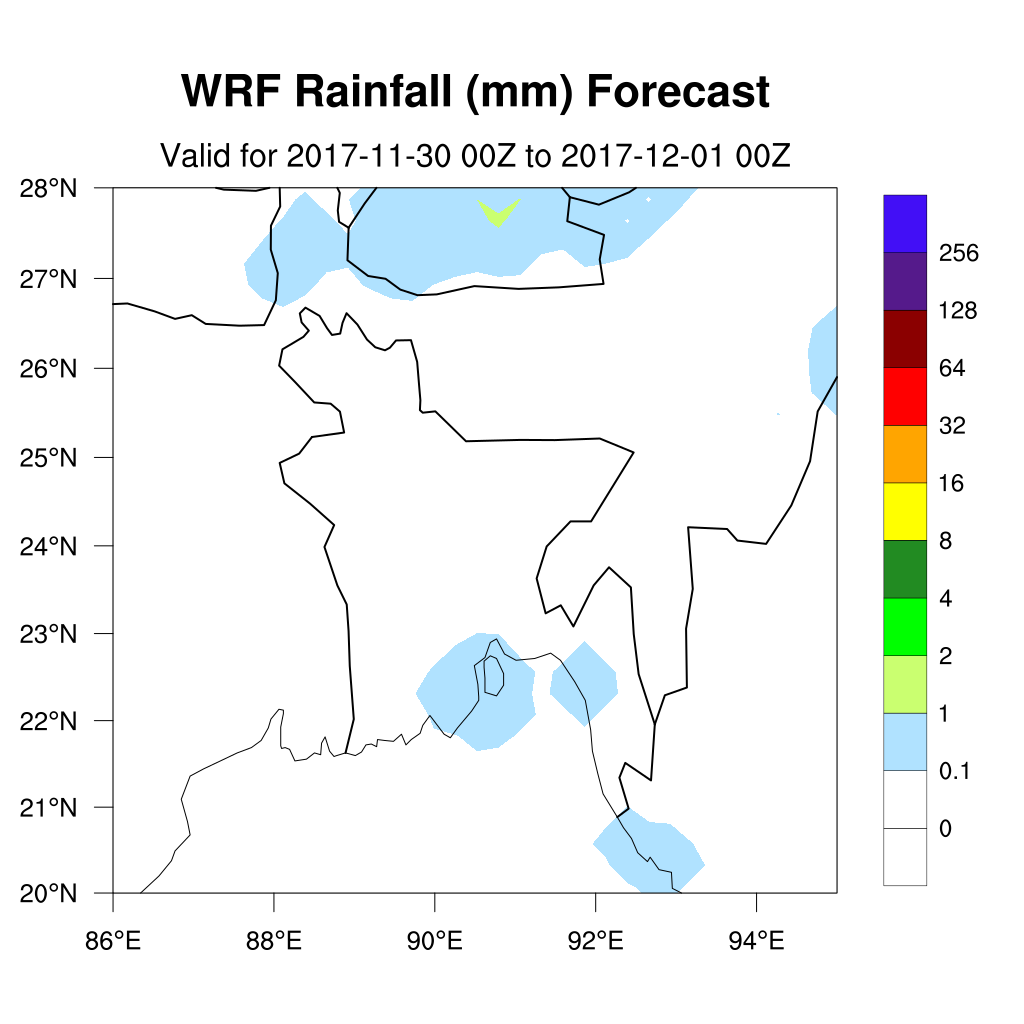 WRF Rainfall (mm) Forecast
Valid for 2017-11-30 00Z to 2017-12-01 00Z
28°N
27°N
26°N
25°N
24°N
23°N
22°N
21°N
20°N
86°E 88°E 90°E 92°E 94°E
256
128
64
32
16
8
4
2
1
0.1
0